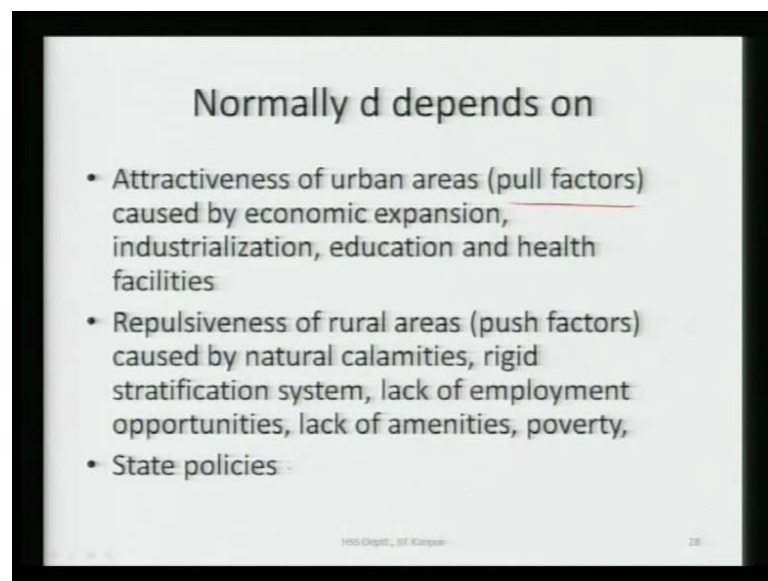 Normally d depends on
• Attractiveness of urban areas (pull factors)
caused by economic expansion,
industrialization, education and health
facilities
• Repulsiveness of rural areas (push factors)
caused by natural calamities, rigid
stratification system, lack of employment
opportunities, lack of amenities, poverty,
• State policies
HSS Deptt., IIT Kanpur
28